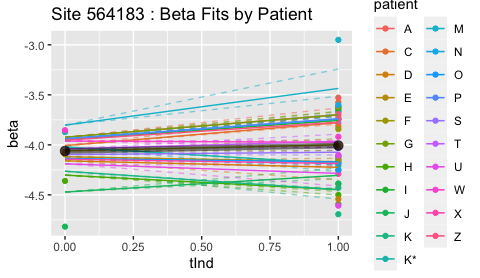 Site 564183 : Beta Fits by Patient
beta
-3.0
-3.5
-4.0
-4.5
0.00 0.25 0.50 0.75 1.00
tInd
patient
A M
C N
D O
E P
F S
G T
H U
I W
J X
K Z
K*